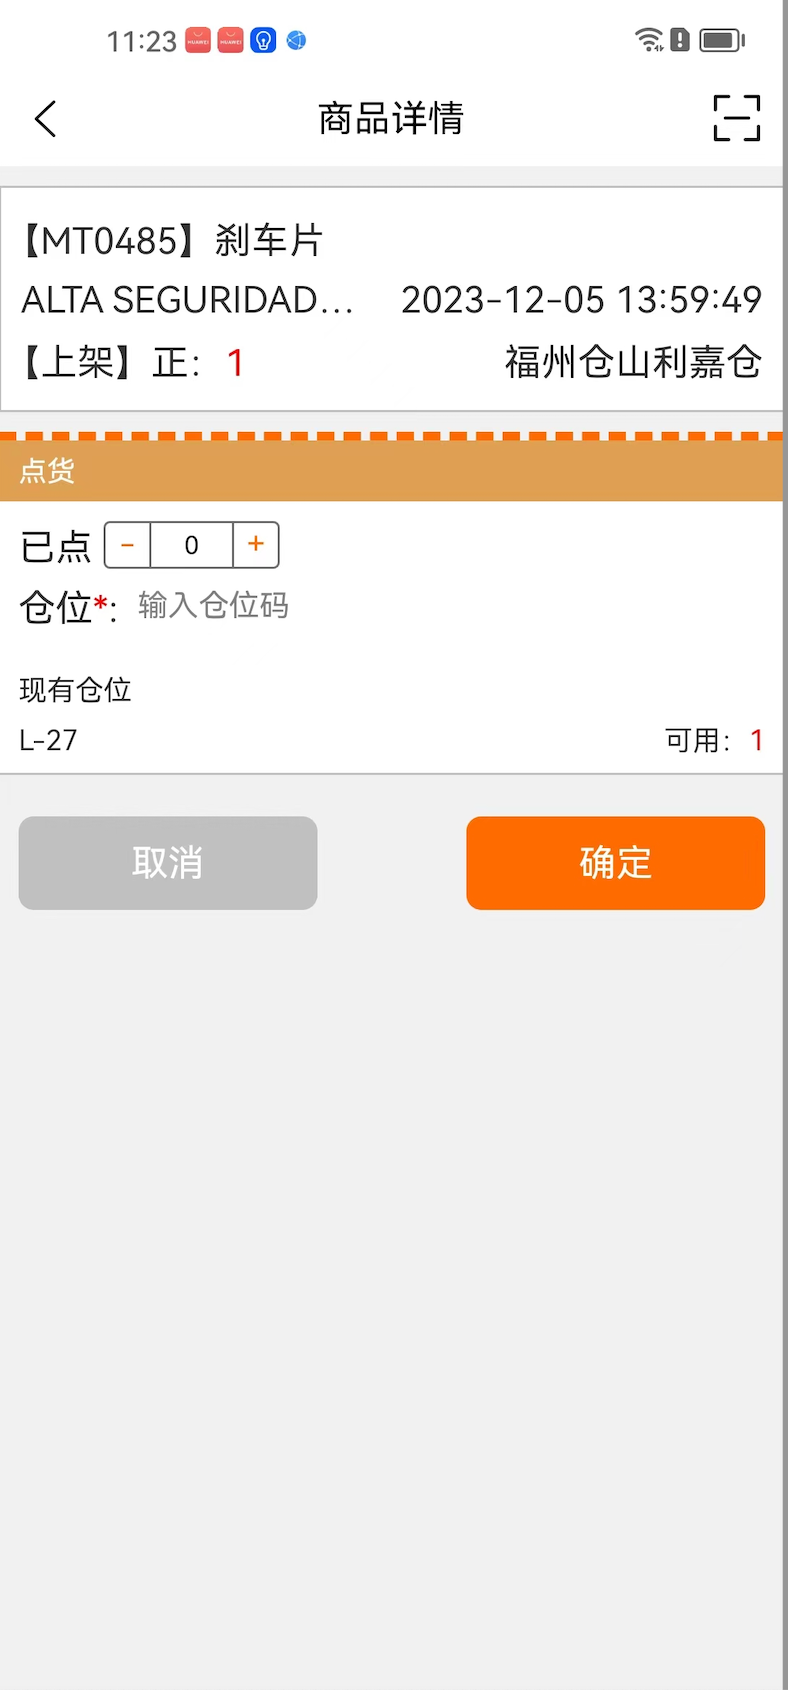 11:23
HUAWEI HUAWEI
商品详情
【MT0485】刹车片
ALTA SEGURIDAD... 2023-12-05 13:59:49
【上架】正：1 福州仓山利嘉仓
点货
已点 - 0 +
仓位*: 输入仓位码
现有仓位
L-27 可用：1
取消 确定